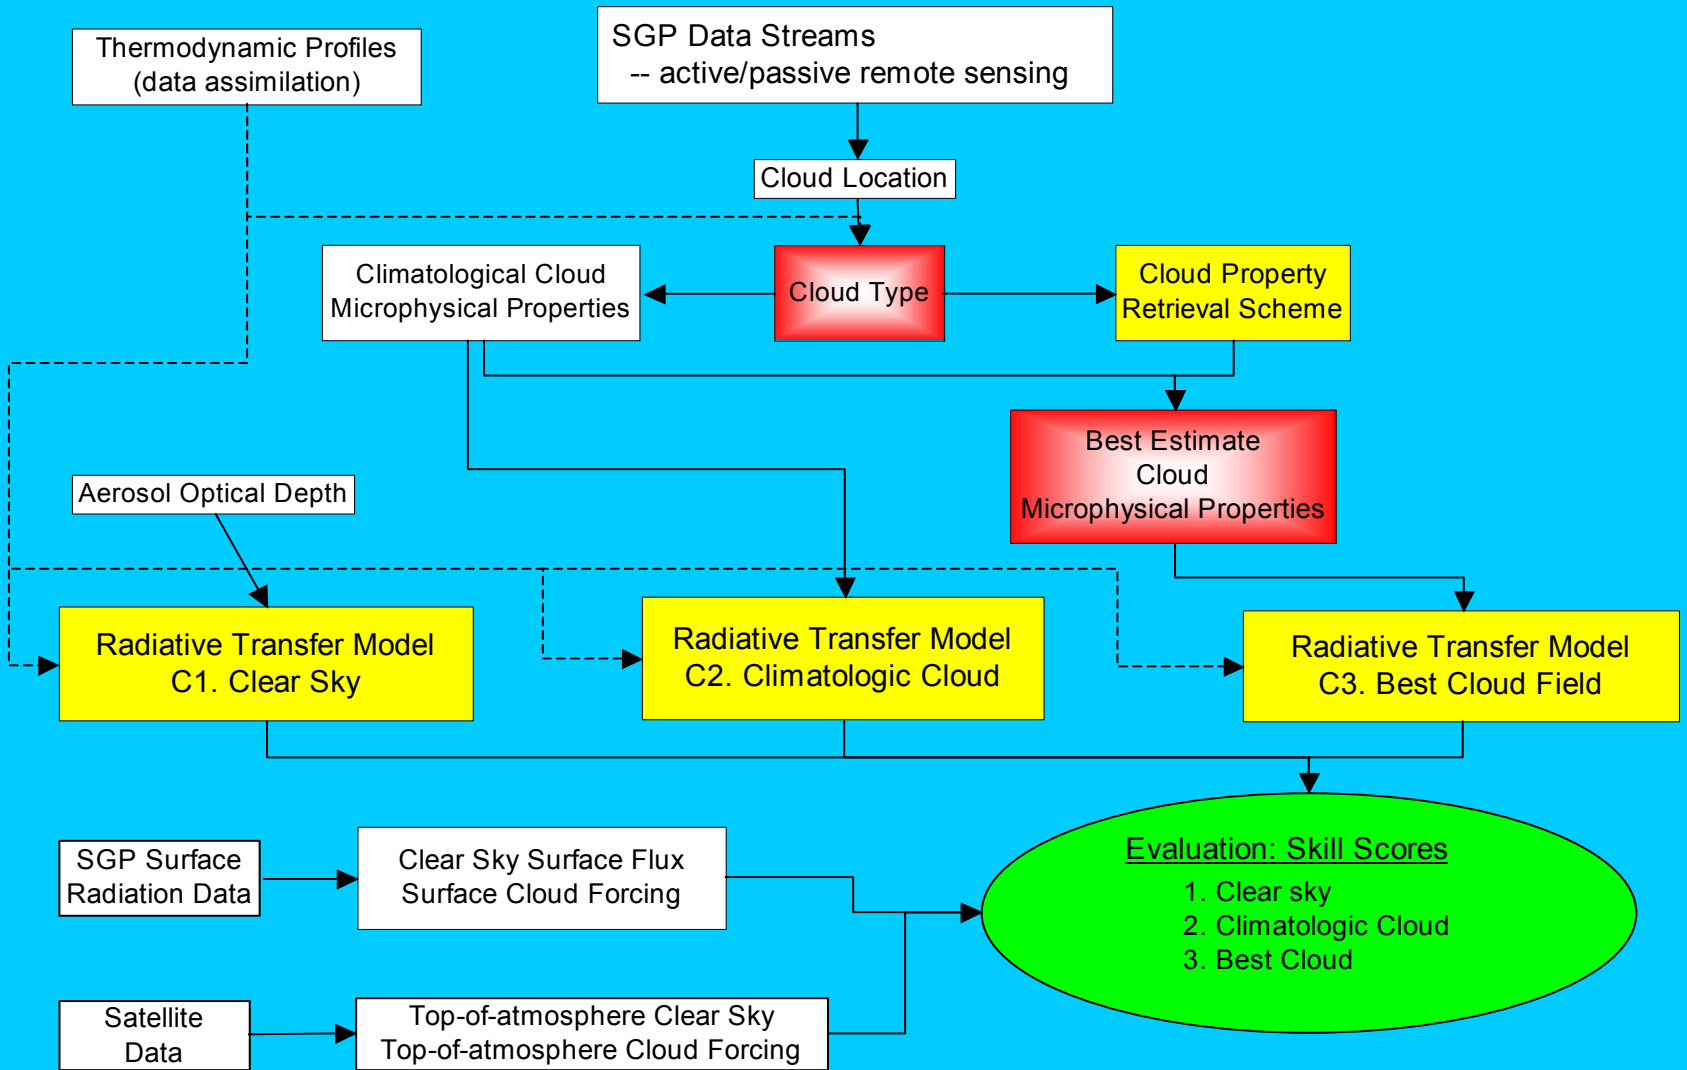 Thermodynamic Profiles
(data assimilation)
SGP Data Streams
-- active/passive remote sensing
Cloud Location
Climatological Cloud
Microphysical Properties
Cloud Type
Cloud Property
Retrieval Scheme
Best Estimate
Cloud
Microphysical Properties
Aerosol Optical Depth
Radiative Transfer Model
C1. Clear Sky
Radiative Transfer Model
C2. Climatologic Cloud
Radiative Transfer Model
C3. Best Cloud Field
SGP Surface
Radiation Data
Clear Sky Surface Flux
Surface Cloud Forcing
Evaluation: Skill Scores
1. Clear sky
2. Climatologic Cloud
3. Best Cloud
Satellite
Data
Top-of-atmosphere Clear Sky
Top-of-atmosphere Cloud Forcing